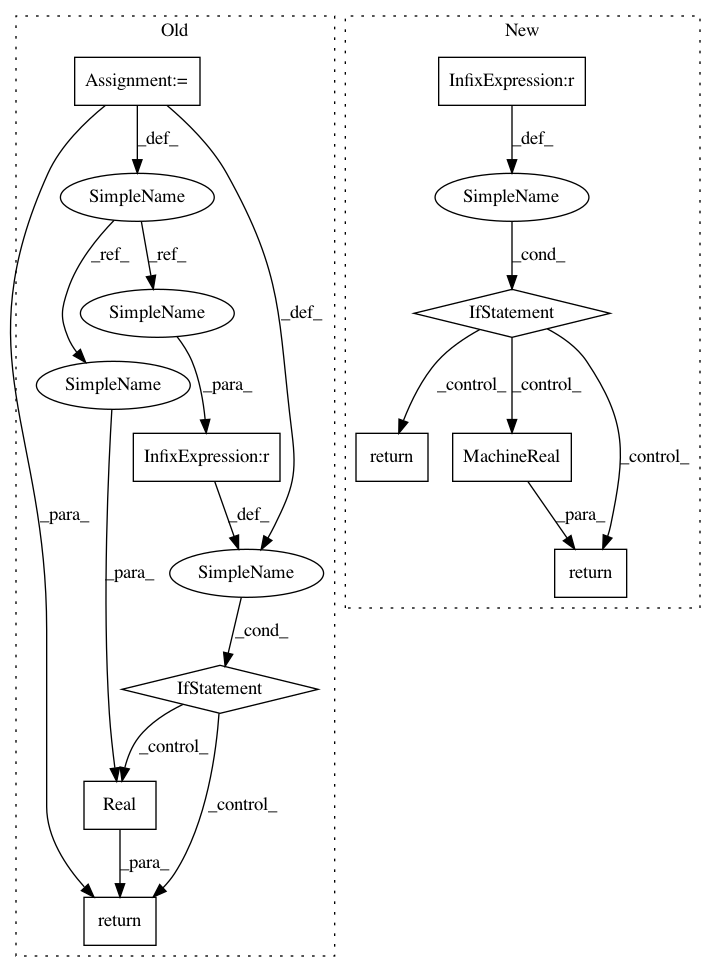 Old
New
Assignment:=
InfixExpression:r
_def_
_def_
SimpleName
SimpleName
_ref_
_ref_
_cond_
SimpleName
_def_
IfStatement
SimpleName
_para_
_control_
_control_
InfixExpression:r
return
MachineReal
_control_
_para_
_def_
_para_
_para_
SimpleName
return
_cond_
IfStatement
_control_
Real
_control_
_para_
return